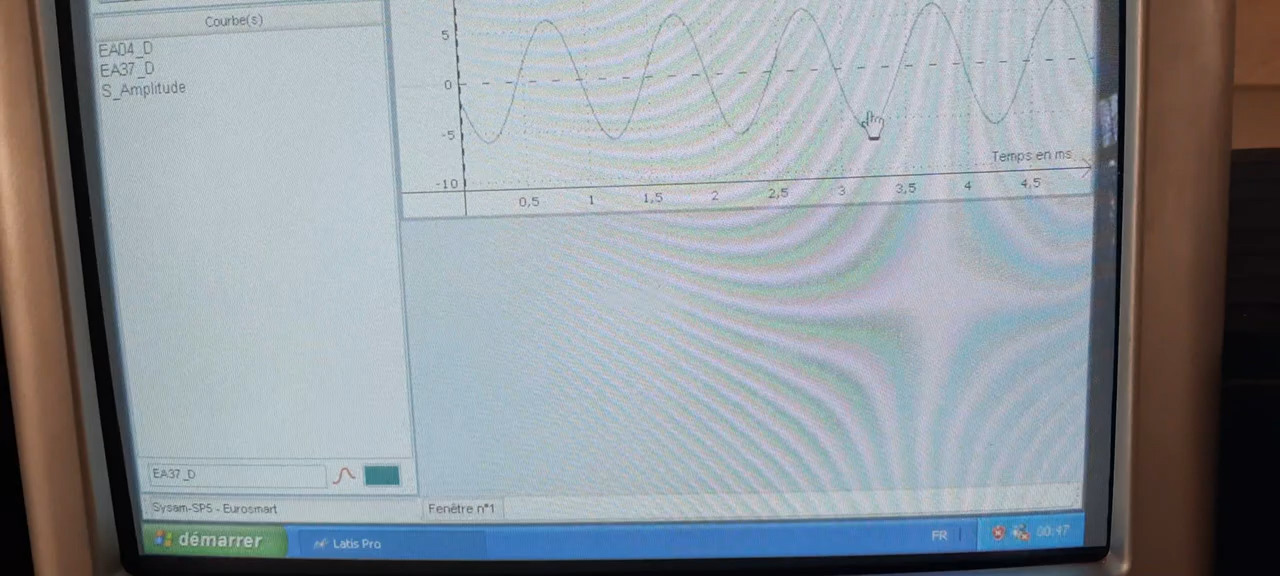 Courbe(s)
EA04_D
EA37_D
S_Amplitude
5
0
-5
-10
Temps en ms
0,5 1 1,5 2 2,5 3 3,5 4 4,5
EA37_D
Sysam-SP5 - Eurosmart
Fenêtre n°1
démarrer
Latis Pro
FR
00:47